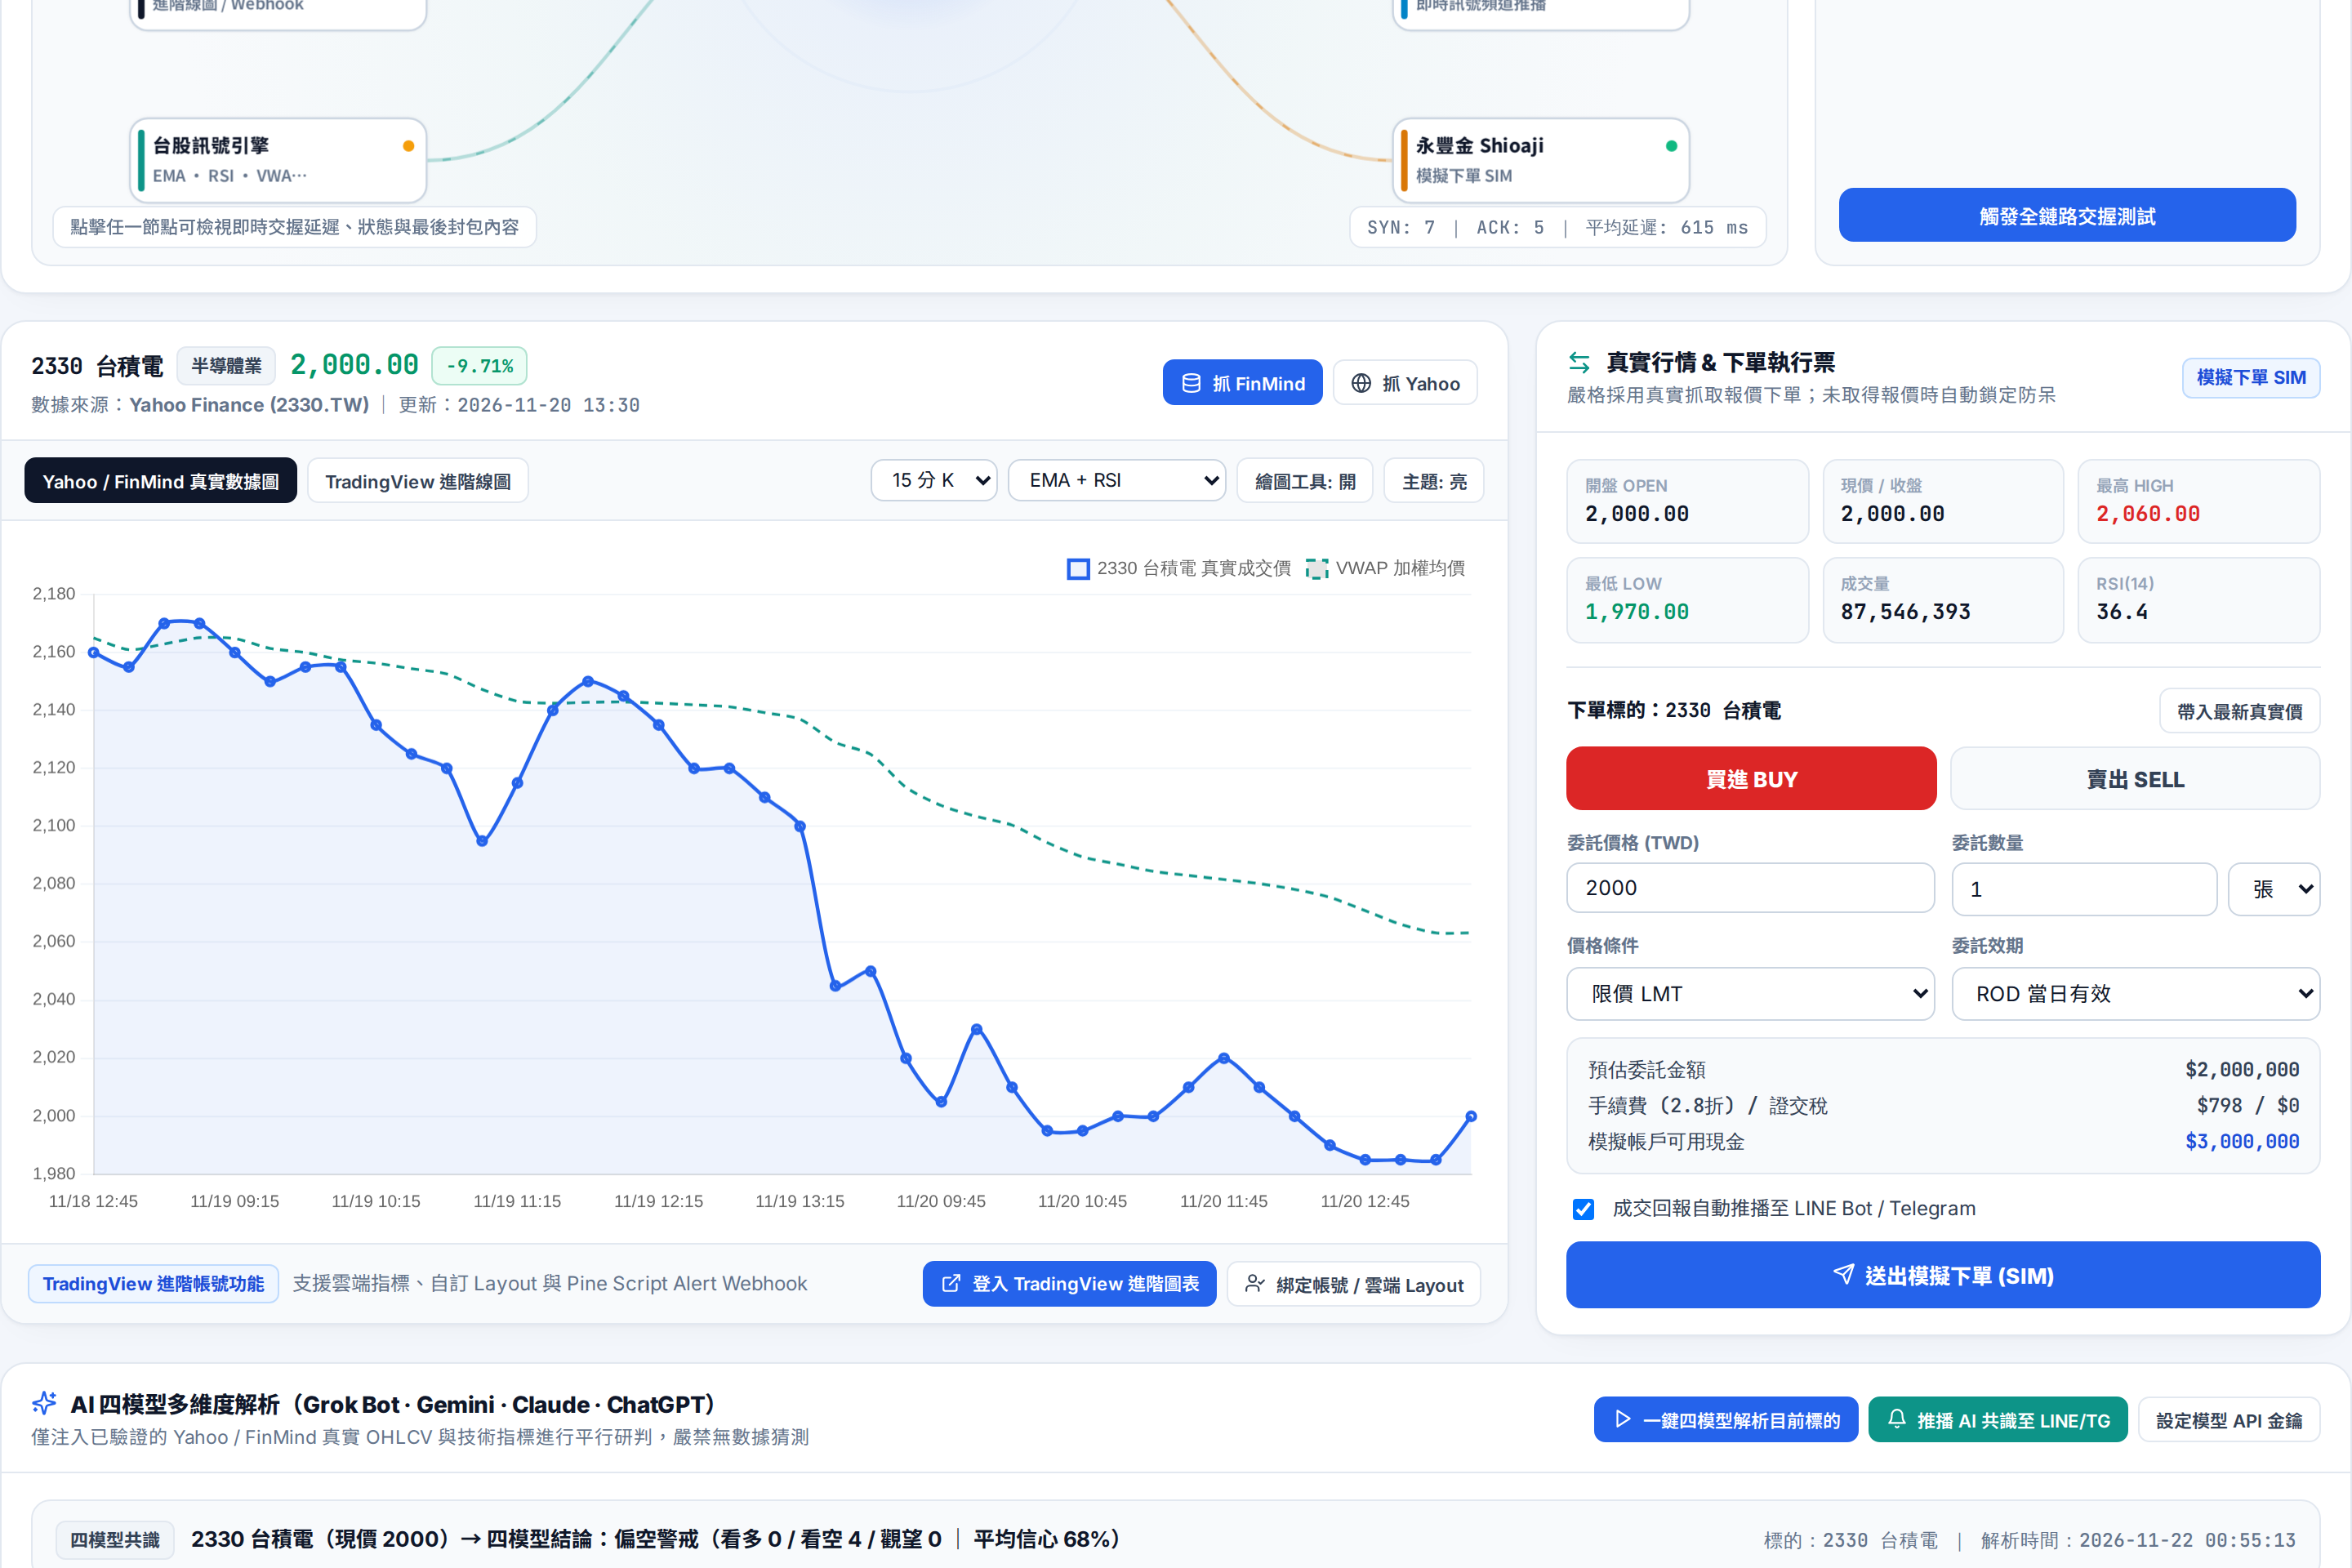 進階線圖 / Webhook
即時訊號頻道推播
台股訊號引擎
EMA • RSI • VWA…
永豐金 Shioaji
模擬下單 SIM
點擊任一節點可檢視即時交握延遲、狀態與最後封包內容
SYN: 7 | ACK: 5 | 平均延遲: 615 ms
觸發全鏈路交握測試
2330 台積電 半導體業 2,000.00 -9.71%
數據來源：Yahoo Finance (2330.TW) | 更新：2026-11-20 13:30
抓 FinMind 抓 Yahoo
Yahoo / FinMind 真實數據圖 TradingView 進階線圖
15 分 K EMA + RSI 繪圖工具: 開 主題: 亮
2330 台積電 真實成交價 VWAP 加權均價
2,180
2,160
2,140
2,120
2,100
2,080
2,060
2,040
2,020
2,000
1,980
11/18 12:45 11/19 09:15 11/19 10:15 11/19 11:15 11/19 12:15 11/19 13:15 11/20 09:45 11/20 10:45 11/20 11:45 11/20 12:45
TradingView 進階帳號功能 支援雲端指標、自訂 Layout 與 Pine Script Alert Webhook
登入 TradingView 進階圖表 綁定帳號 / 雲端 Layout
真實行情 & 下單執行票
嚴格採用真實抓取報價下單；未取得報價時自動鎖定防呆
模擬下單 SIM
開盤 OPEN
2,000.00
現價 / 收盤
2,000.00
最高 HIGH
2,060.00
最低 LOW
1,970.00
成交量
87,546,393
RSI(14)
36.4
下單標的：2330 台積電
帶入最新真實價
買進 BUY 賣出 SELL
委託價格 (TWD) 委託數量
2000 1 張
價格條件 委託效期
限價 LMT ROD 當日有效
預估委託金額 $2,000,000
手續費 (2.8折) / 證交稅 $798 / $0
模擬帳戶可用現金 $3,000,000
成交回報自動推播至 LINE Bot / Telegram
送出模擬下單 (SIM)
AI 四模型多維度解析（Grok Bot · Gemini · Claude · ChatGPT）
僅注入已驗證的 Yahoo / FinMind 真實 OHLCV 與技術指標進行平行研判，嚴禁無數據猜測
一鍵四模型解析目前標的 推播 AI 共識至 LINE/TG 設定模型 API 金鑰
四模型共識 2330 台積電（現價 2000）→ 四模型結論：偏空警戒（看多 0 / 看空 4 / 觀望 0 | 平均信心 68%）
標的：2330 台積電 | 解析時間：2026-11-22 00:55:13